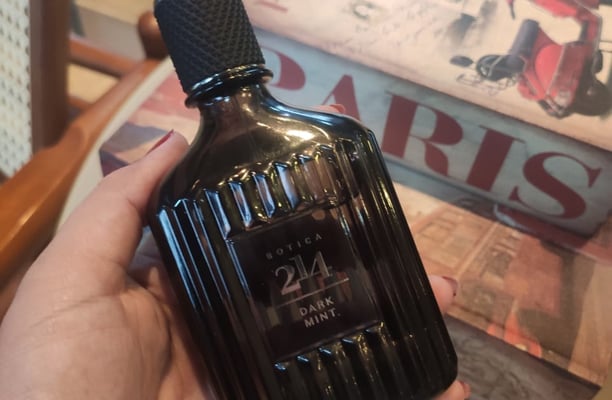 PARIS
BOTICA
214
DARK
MINT.